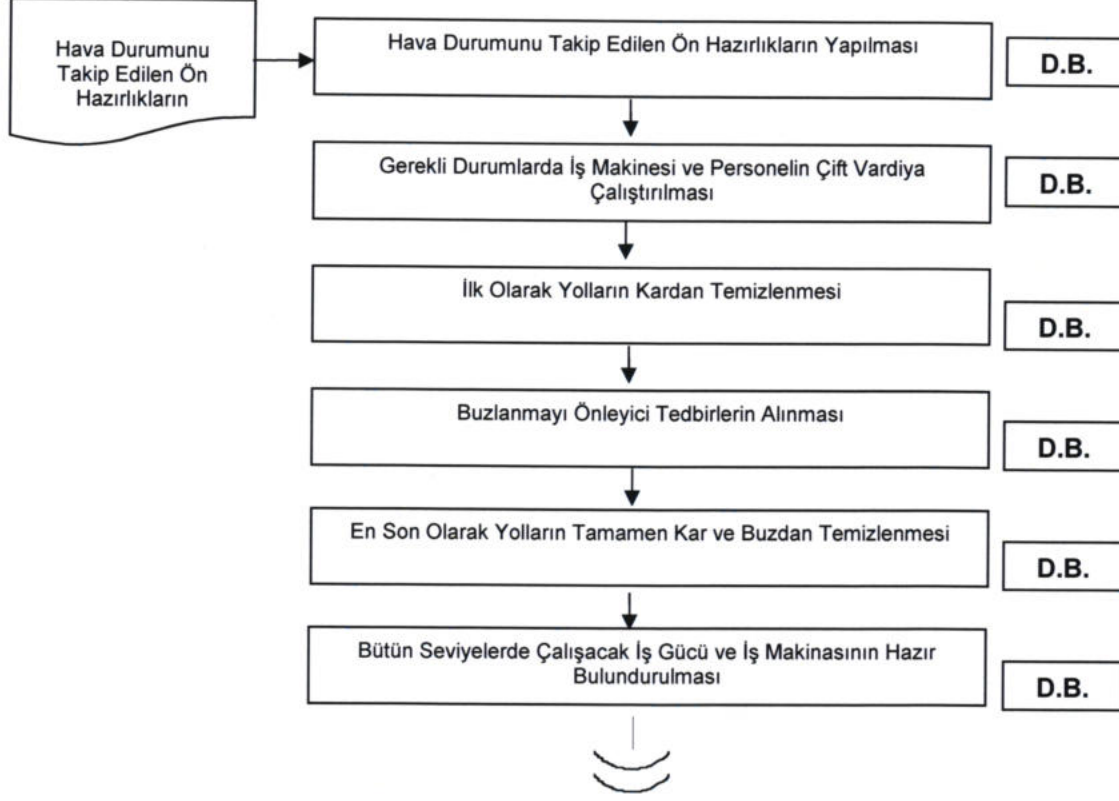 Hava Durumunu
Takip Edilen Ön
Hazırlıkların
Hava Durumunu Takip Edilen Ön Hazırlıkların Yapılması
D.B.
Gerekli Durumlarda İş Makinesi ve Personelin Çift Vardiya
Çalıştırılması
D.B.
İlk Olarak Yolların Kardan Temizlenmesi
D.B.
Buzlanmayı Önleyici Tedbirlerin Alınması
D.B.
En Son Olarak Yolların Tamamen Kar ve Buzdan Temizlenmesi
D.B.
Bütün Seviyelerde Çalışacak İş Gücü ve İş Makinasının Hazır
Bulundurulması
D.B.